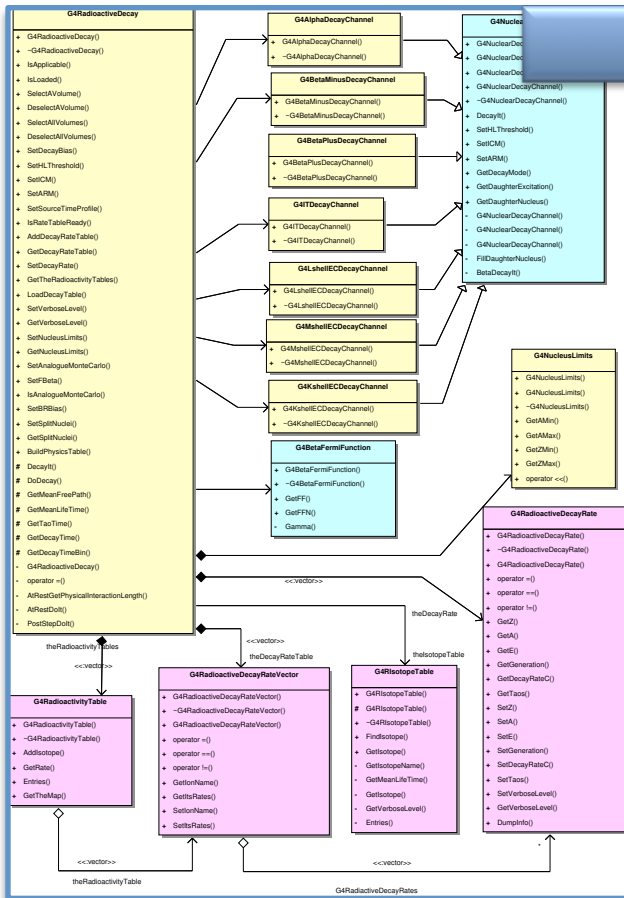 G4RadioactiveDecay
+ G4RadioactiveDecay()
+ ~G4RadioactiveDecay()
+ IsApplicable()
+ IsLoaded()
+ SelectAVolume()
+ DeselectAVolume()
+ SelectAllVolumes()
+ DeselectAllVolumes()
+ SetDecayBias()
+ SetHLThreshold()
+ SetICM()
+ SetARM()
+ SetSourceTimeProfile()
+ IsRateTableReady()
+ AddDecayRateTable()
+ GetDecayRateTable()
+ SetDecayRate()
+ GetTheRadioactivityTables()
+ LoadDecayTable()
+ SetVerboseLevel()
+ GetVerboseLevel()
+ SetNucleusLimits()
+ GetNucleusLimits()
+ SetAnalogueMonteCarlo()
+ SetFBeta()
+ IsAnalogueMonteCarlo()
+ SetBRBias()
+ SetSplitNuclei()
+ GetSplitNuclei()
+ BuildPhysicsTable()
# DecayIt()
# DoDecay()
# GetMeanFreePath()
# GetMeanLifeTime()
# GetTaoTime()
# GetDecayTime()
# GetDecayTimeBin()
- G4RadioactiveDecay()
- operator =()
- AtRestGetPhysicalInteractionLength()
- AtRestDoIt()
- PostStepDoIt()
G4AlphaDecayChannel
+ G4AlphaDecayChannel()
+ ~G4AlphaDecayChannel()
G4BetaMinusDecayChannel
+ G4BetaMinusDecayChannel()
+ ~G4BetaMinusDecayChannel()
G4BetaPlusDecayChannel
+ G4BetaPlusDecayChannel()
+ ~G4BetaPlusDecayChannel()
G4ITDecayChannel
+ G4ITDecayChannel()
+ ~G4ITDecayChannel()
G4LshellECDecayChannel
+ G4LshellECDecayChannel()
+ ~G4LshellECDecayChannel()
G4MshellECDecayChannel
+ G4MshellECDecayChannel()
+ ~G4MshellECDecayChannel()
G4KshellECDecayChannel
+ G4KshellECDecayChannel()
+ ~G4KshellECDecayChannel()
G4BetaFermiFunction
+ G4BetaFermiFunction()
+ ~G4BetaFermiFunction()
+ GetFF()
+ GetFFN()
- Gamma()
G4Nuclear
+ G4NuclearDec
+ G4NuclearDec
+ G4NuclearDec
+ G4NuclearDecayChannel()
+ ~G4NuclearDecayChannel()
+ DecayIt()
+ SetHLThreshold()
+ SetICM()
+ SetARM()
+ GetDecayMode()
+ GetDaughterExcitation()
+ GetDaughterNucleus()
- G4NuclearDecayChannel()
- G4NuclearDecayChannel()
- G4NuclearDecayChannel()
- FillDaughterNucleus()
- BetaDecayIt()
G4NucleusLimits
+ G4NucleusLimits()
+ G4NucleusLimits()
+ ~G4NucleusLimits()
+ GetAMin()
+ GetAMax()
+ GetZMin()
+ GetZMax()
+ operator <<()
G4RadioactiveDecayRate
+ G4RadioactiveDecayRate()
+ ~G4RadioactiveDecayRate()
+ G4RadioactiveDecayRate()
+ operator =()
+ operator ==()
+ operator !=()
+ GetZ()
+ GetA()
+ GetE()
+ GetGeneration()
+ GetDecayRateC()
+ GetTaos()
+ SetZ()
+ SetA()
+ SetE()
+ SetGeneration()
+ SetDecayRateC()
+ SetTaos()
+ SetVerboseLevel()
+ GetVerboseLevel()
+ DumpInfo()
<<:vector>>
theDecayRate
<<:vector>>
theDecayRateTable
theIsotopeTable
theRadioactivityTables
<<:vector>>
G4RadioactivityTable
+ G4RadioactivityTable()
+ ~G4RadioactivityTable()
+ AddIsotope()
+ GetRate()
+ Entries()
+ GetTheMap()
G4RadioactiveDecayRateVector
+ G4RadioactiveDecayRateVector()
+ ~G4RadioactiveDecayRateVector()
+ G4RadioactiveDecayRateVector()
+ operator =()
+ operator ==()
+ operator !=()
+ GetIonName()
+ GetItsRates()
+ SetIonName()
+ SetItsRates()
G4RIsotopeTable
+ G4RIsotopeTable()
# G4RIsotopeTable()
+ ~G4RIsotopeTable()
+ FindIsotope()
+ GetIsotope()
- GetIsotopeName()
- GetMeanLifeTime()
- GetIsotope()
- GetVerboseLevel()
- Entries()
<<:vector>>
theRadioactivityTable
<<:vector>>
*
G4RadiactiveDecayRates